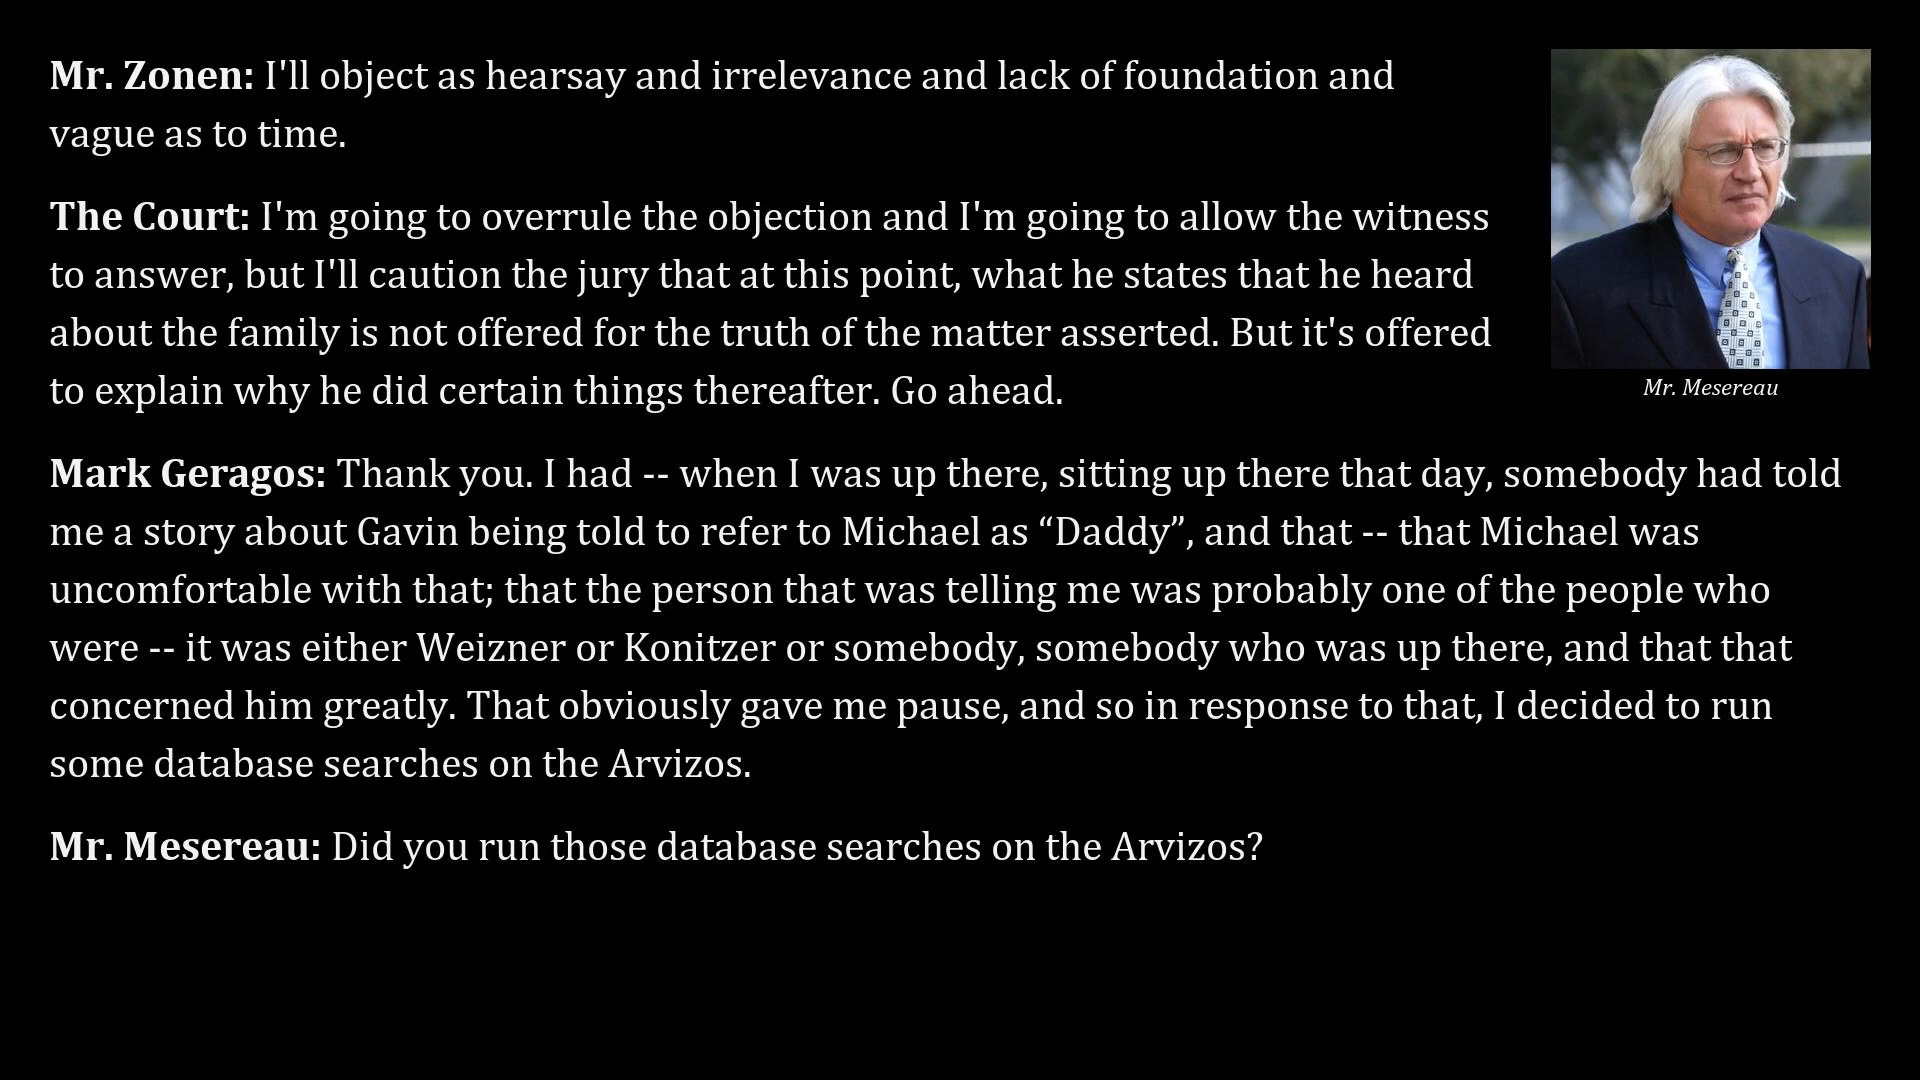 Mr. Zonen: I'll object as hearsay and irrelevance and lack of foundation and
vague as to time.
The Court: I'm going to overrule the objection and I'm going to allow the witness
to answer, but I'll caution the jury that at this point, what he states that he heard
about the family is not offered for the truth of the matter asserted. But it's offered
to explain why he did certain things thereafter. Go ahead.
Mr. Mesereau
Mark Geragos: Thank you. I had -- when I was up there, sitting up there that day, somebody had told
me a story about Gavin being told to refer to Michael as “Daddy”, and that -- that Michael was
uncomfortable with that; that the person that was telling me was probably one of the people who
were -- it was either Weizner or Konitzer or somebody, somebody who was up there, and that that
concerned him greatly. That obviously gave me pause, and so in response to that, I decided to run
some database searches on the Arvizos.
Mr. Mesereau: Did you run those database searches on the Arvizos?